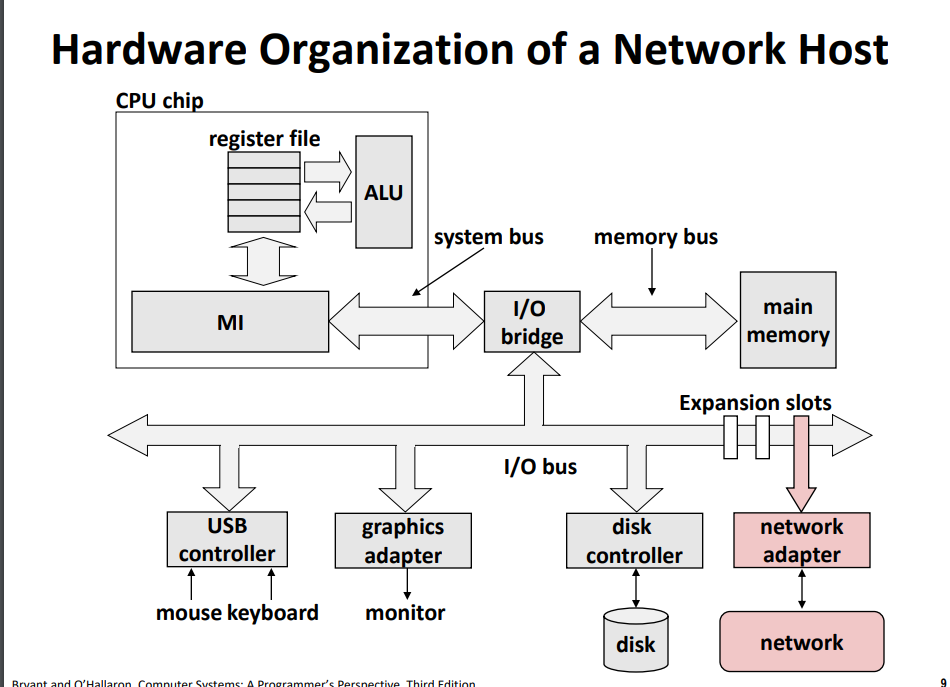 Hardware Organization of a Network Host
CPU chip
register file
ALU
system bus
memory bus
MI
I/O
bridge
main
memory
Expansion slots
I/O bus
USB
controller
graphics
adapter
disk
controller
network
adapter
mouse keyboard
monitor
disk
network
Bryant and O'Hallaron, Computer Systems: A Programmer's Perspective, Third Edition
9